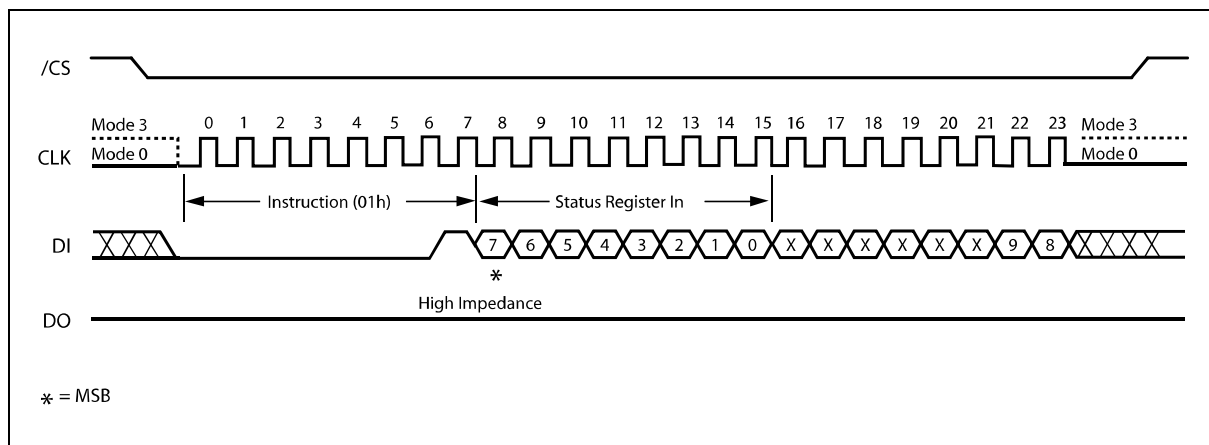 /CS
Mode 3
0 1 2 3 4 5 6 7 8 9 10 11 12 13 14 15 16 17 18 19 20 21 22 23
Mode 3
CLK
Mode 0
Mode 0
Instruction (01h)
Status Register In
DI
7 6 5 4 3 2 1 0 X X X X X X 9 8
*
High Impedance
DO
* = MSB